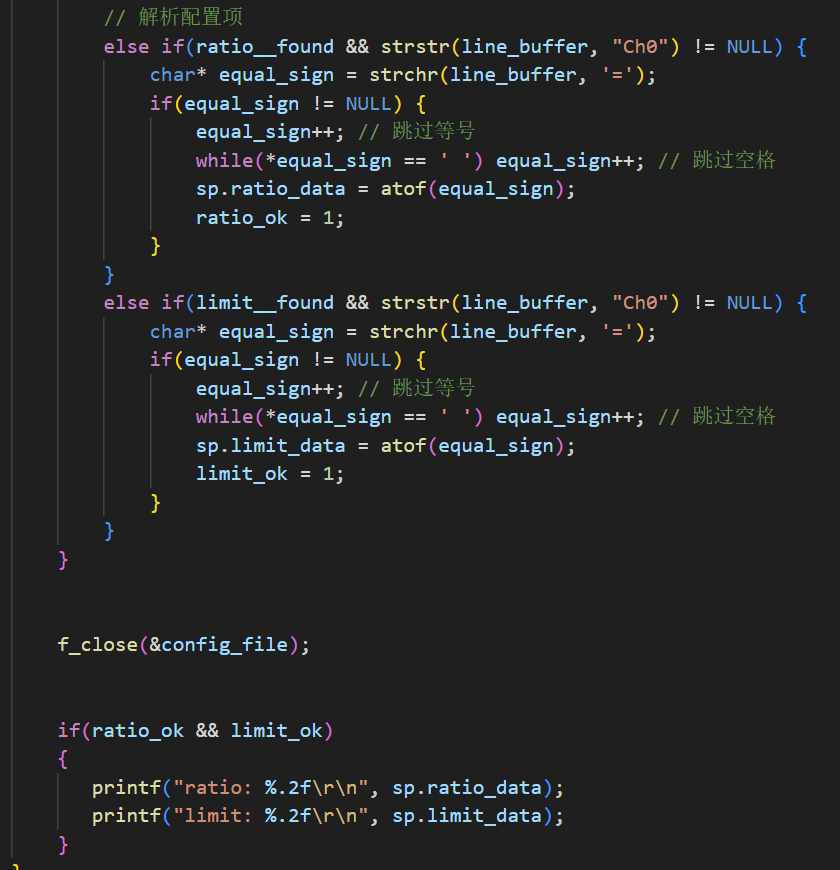 // 解析配置项
else if(ratio__found && strstr(line_buffer, "Ch0") != NULL) {
char* equal_sign = strchr(line_buffer, '=');
if(equal_sign != NULL) {
equal_sign++; // 跳过等号
while(*equal_sign == ' ') equal_sign++; // 跳过空格
sp.ratio_data = atof(equal_sign);
ratio_ok = 1;
}
}
else if(limit__found && strstr(line_buffer, "Ch0") != NULL) {
char* equal_sign = strchr(line_buffer, '=');
if(equal_sign != NULL) {
equal_sign++; // 跳过等号
while(*equal_sign == ' ') equal_sign++; // 跳过空格
sp.limit_data = atof(equal_sign);
limit_ok = 1;
}
}
}
f_close(&config_file);
if(ratio_ok && limit_ok)
{
printf("ratio: %.2f\r\n", sp.ratio_data);
printf("limit: %.2f\r\n", sp.limit_data);
}